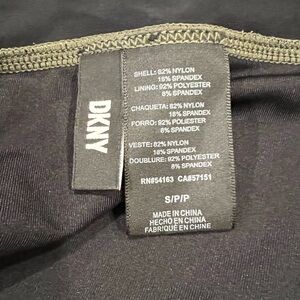 DKNY
SHELL: 82% NYLON
18% SPANDEX
LINING: 92% POLYESTER
8% SPANDEX
CHAQUETA: 82% NYLON
18% SPANDEX
FORRO: 92% POLIESTER
8% SPANDEX
VESTE: 82% NYLON
18% SPANDEX
DOUBLURE: 92% POLYESTER
8% SPANDEX
RN854163 CA857151
S/P/P
MADE IN CHINA
HECHO EN CHINA
FABRIQUÉ EN CHINE